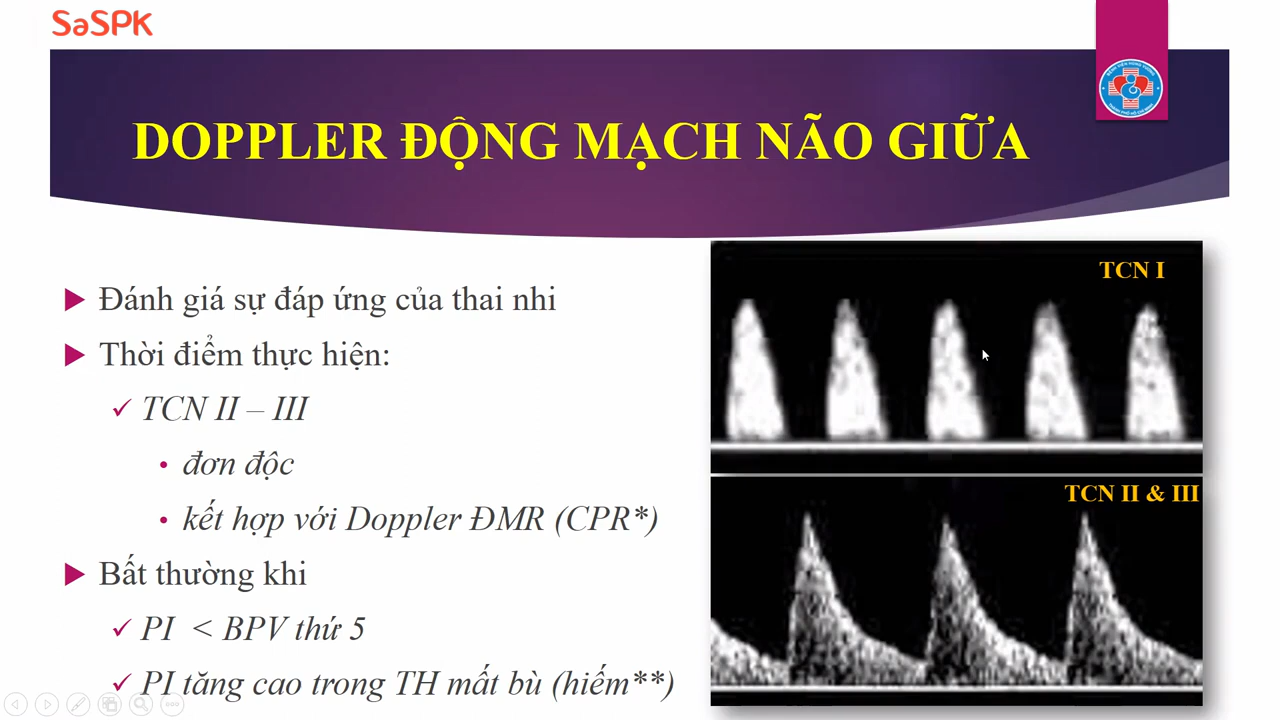 SaSPK
DOPPLER ĐỘNG MẠCH NÃO GIỮA
Đánh giá sự đáp ứng của thai nhi
Thời điểm thực hiện:
TCN II – III
đơn độc
kết hợp với Doppler ĐMR (CPR*)
Bất thường khi
PI < BPV thứ 5
PI tăng cao trong TH mất bù (hiếm**)
TCN I
TCN II & III